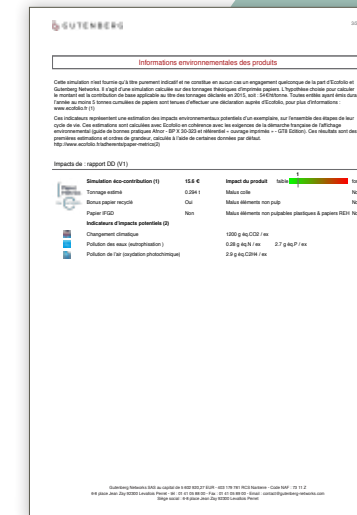 GUTENBERG
Informations environnementales des produits
Cette simulation n'est fournie qu'à titre purement indicatif et ne constitue en aucun cas un engagement quelconque de la part d'Ecofolio et
Gutenberg Networks. Il s'agit d'une simulation calculée sur des tonnages théoriques d'imprimés papiers. L'hypothèse choisie pour calculer
le montant est la contribution de base applicable au titre des tonnages déclarés en 2015, soit : 54€ht/tonne. Toutes entités ayant émis dura
l'année au moins 5 tonnes cumulées de papiers sont tenues d'effectuer une déclaration auprès d'Ecofolio, pour plus d'informations :
www.ecofolio.fr (1)
Ces indicateurs représentent une estimation des impacts environnementaux potentiels d'un exemplaire, sur l'ensemble des étapes de leur
cycle de vie. Ces estimations sont calculées avec Ecofolio en cohérence avec les exigences de la démarche française de l'affichage
environnemental (guide de bonnes pratiques Afnor - BP X 30-323 et référentiel « ouvrage imprimés » - GT8 Edition). Ces résultats sont des
premières estimations et ordres de grandeur, calculés à l'aide de certaines données par défaut.
http://www.ecofolio.fr/adherents/paper-metrics(2)
Impacts de : rapport DD (V1)
1
Simulation éco-contribution (1) 15.8 € Impact du produit faible
Tonnage estimé 0.294 t Malus colle No
Bonus papier recyclé Oui Malus éléments non pulp No
Papier IFGD Non Malus éléments non pulpables plastiques & papiers REH No
Indicateurs d'impacts potentiels (2)
Changement climatique 1200 g éq.CO2 / ex
Pollution des eaux (eutrophisation ) 0.28 g éq.N / ex 2.7 g éq.P / ex
Pollution de l'air (oxydation photochimique) 2.9 g éq.C2H4 / ex